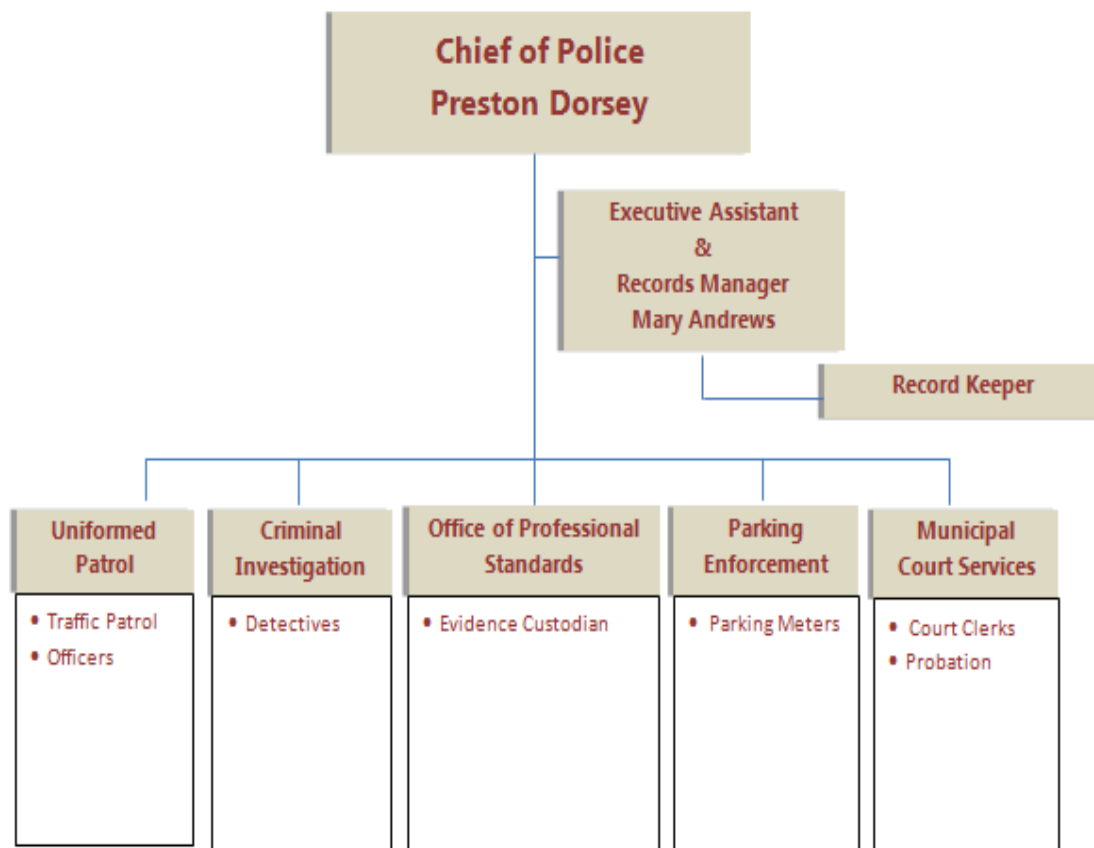 Chief of Police
Preston Dorsey
Executive Assistant
&
Records Manager
Mary Andrews
Record Keeper
Uniformed
Patrol
• Traffic Patrol
• Officers
Criminal
Investigation
• Detectives
Office of Professional
Standards
• Evidence Custodian
Parking
Enforcement
• Parking Meters
Municipal
Court Services
• Court Clerks
• Probation